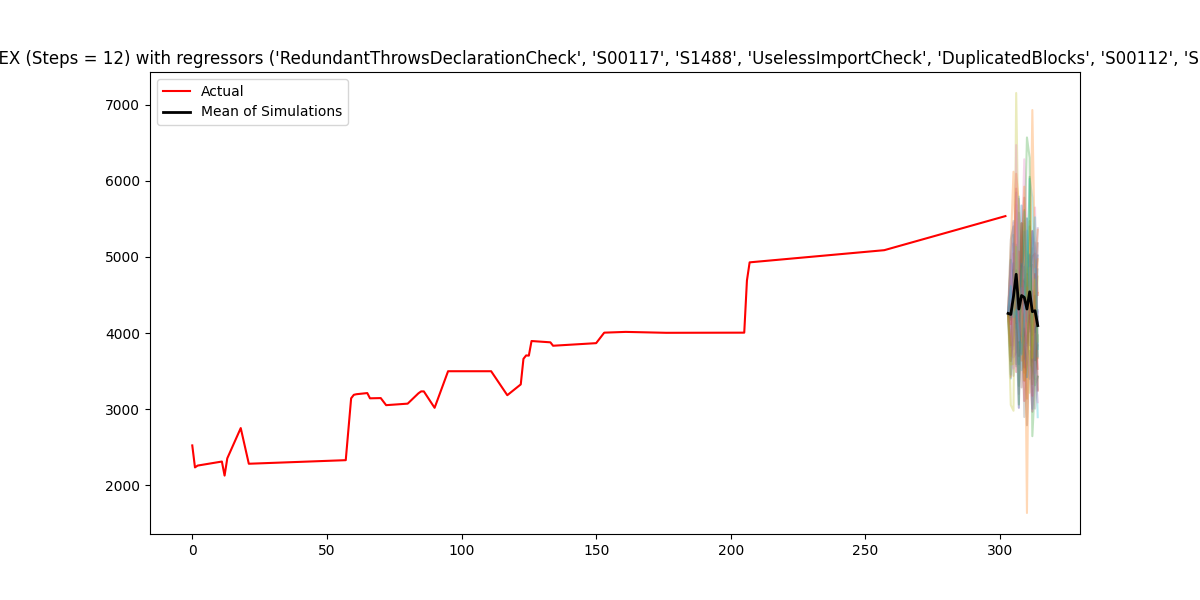 EX (Steps = 12) with regressors ('RedundantThrowsDeclarationCheck', 'S00117', 'S1488', 'UselessImportCheck', 'DuplicatedBlocks', 'S00112', 'S
Actual
Mean of Simulations
7000
6000
5000
4000
3000
2000
0 50 100 150 200 250 300